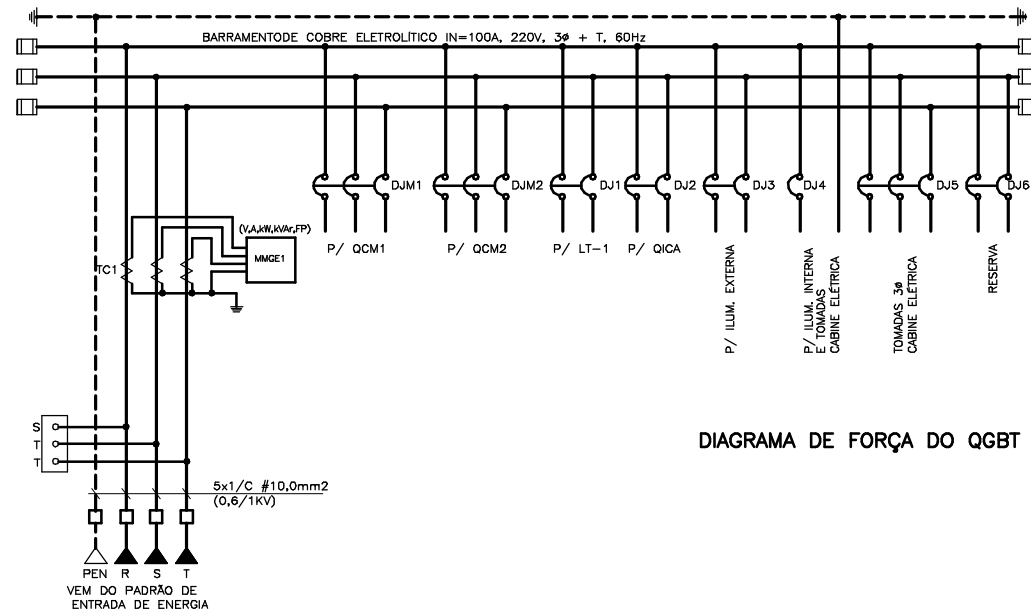 BARRAMENTODE COBRE ELETROLÍTICO IN=100A, 220V, 3ø + T, 60Hz
DJM1
DJM2
DJ1
DJ2
DJ3
DJ4
DJ5
DJ6
P/ QCM1
P/ QCM2
P/ LT-1
P/ QICA
P/ ILUM. EXTERNA
P/ ILUM. INTERNA
E TOMADAS
CABINE ELÉTRICA
TOMADAS 3ø
CABINE ELÉTRICA
RESERVA
(V,A,kW,kVAr,FP)
MMGE1
TC1
S
T
T
DIAGRAMA DE FORÇA DO QGBT
5x1/C #10,0mm2
(0,6/1KV)
PEN R S T
VEM DO PADRÃO DE
ENTRADA DE ENERGIA